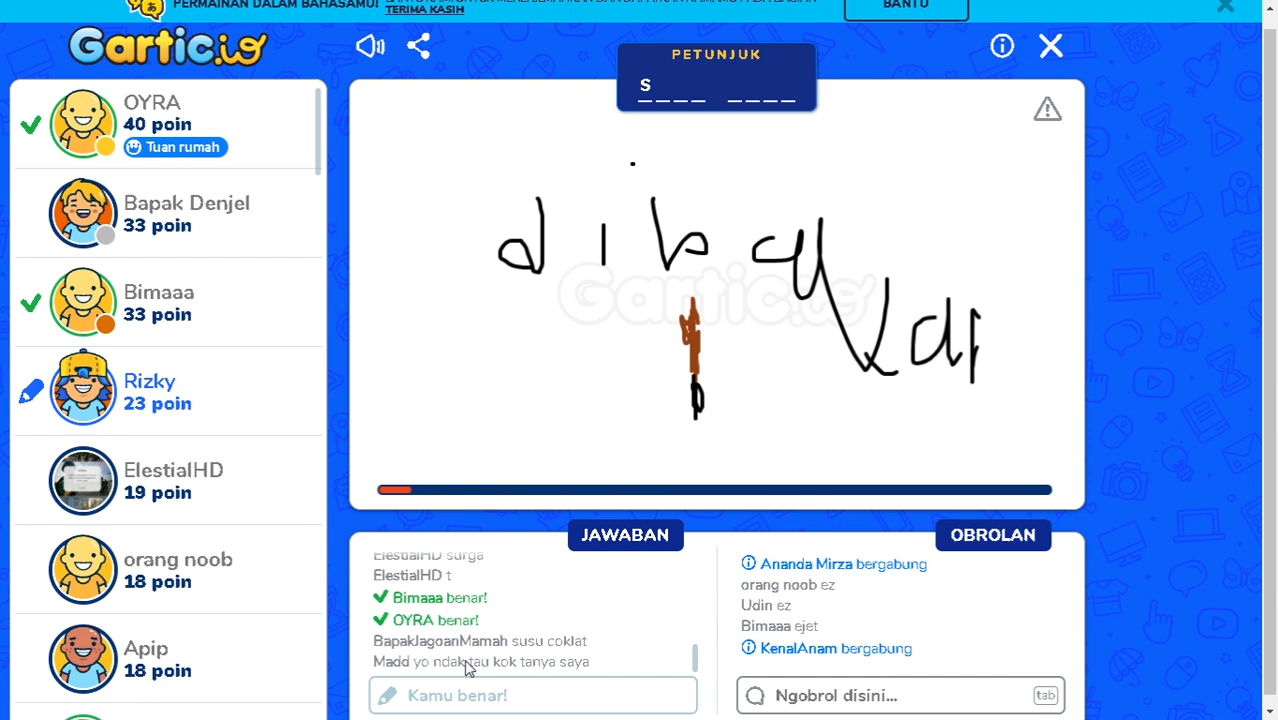 PERMAINAN DALAM BAHASAMU!
TERIMA KASIH
BANTU
Gartic.io
PETUNJUK
S _ _ _ _ _ _ _
OYRA
40 poin
Tuan rumah
Bapak Denjel
33 poin
Bimaaa
33 poin
Rizky
23 poin
ElestialHD
19 poin
orang noob
18 poin
Apip
18 poin
Gartic.io
JAWABAN
ElestialHD surga
ElestialHD t
Bimaaa benar!
OYRA benar!
BapakJagoanMamah susu coklat
Madd yo ndak tau kok tanya saya
Kamu benar!
OBROLAN
Ananda Mirza bergabung
orang noob ez
Udin ez
Bimaaa ejet
KenalAnam bergabung
Ngobrol disini...
tab